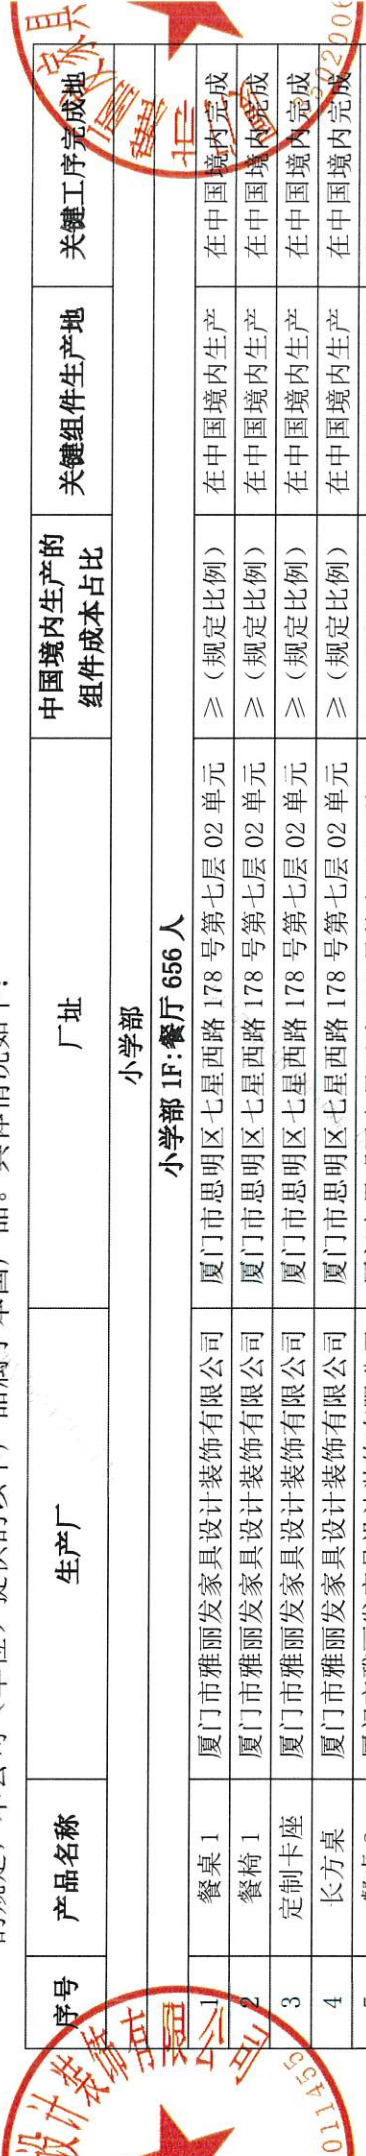 序号 产品名称 生产厂 厂址 中国境内生产的组件成本占比 关键组件生产地 关键工序完成地
小学部
小学部 1F:餐厅 656 人
1 餐桌 1 厦门市雅丽发家具设计装饰有限公司 厦门市思明区七星西路 178 号第七层 02 单元 ≥（规定比例） 在中国境内生产 在中国境内完成
2 餐椅 1 厦门市雅丽发家具设计装饰有限公司 厦门市思明区七星西路 178 号第七层 02 单元 ≥（规定比例） 在中国境内生产 在中国境内完成
3 定制卡座 厦门市雅丽发家具设计装饰有限公司 厦门市思明区七星西路 178 号第七层 02 单元 ≥（规定比例） 在中国境内生产 在中国境内完成
4 长方桌 厦门市雅丽发家具设计装饰有限公司 厦门市思明区七星西路 178 号第七层 02 单元 ≥（规定比例） 在中国境内生产 在中国境内完成
设计装饰有限公司
011455
丽发家具
350200